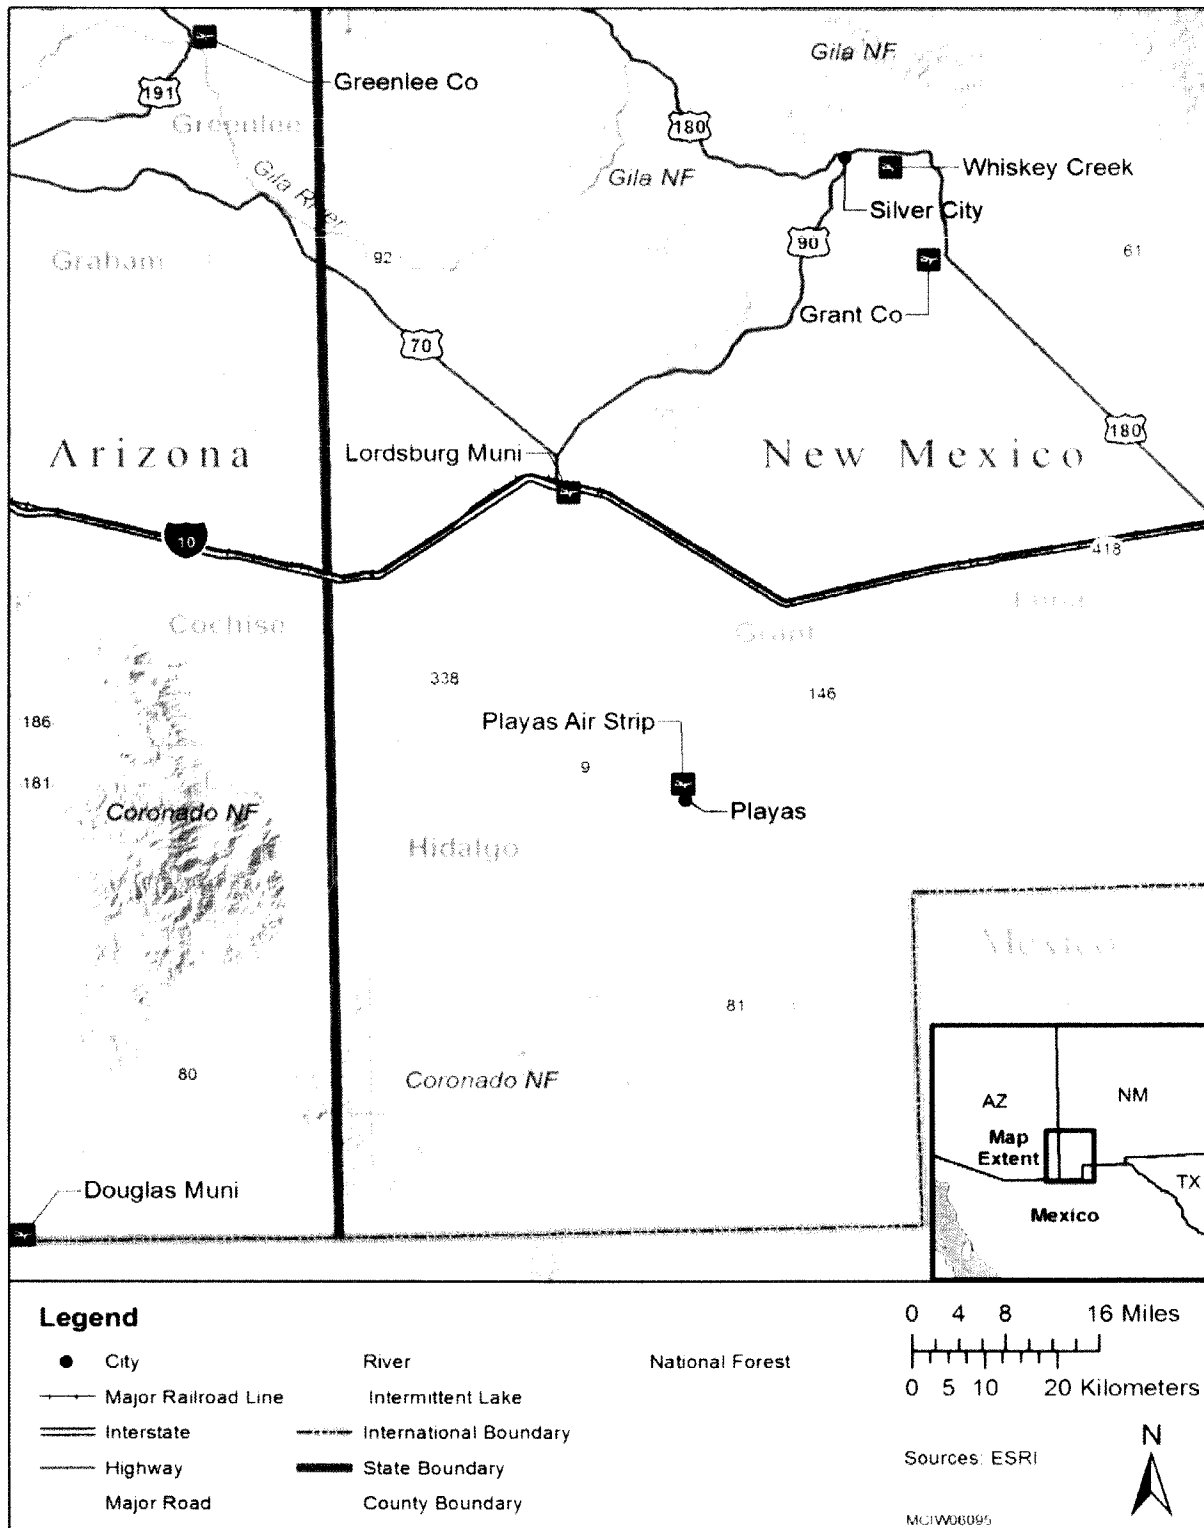 Gila NF
Greenlee Co
191
Greenlee
180
Gila NF
Whiskey Creek
Gila River
Silver City
90
Graham
92
61
Grant Co
70
180
Arizona
Lordsburg Muni
New Mexico
10
418
Luna
Cochise
Grant
338
146
186
Playas Air Strip
9
181
Coronado NF
Playas
Hidalgo
Mexico
81
80
Coronado NF
AZ
NM
Map
Extent
TX
Mexico
Douglas Muni
Legend
City
Major Railroad Line
Interstate
Highway
Major Road
River
Intermittent Lake
International Boundary
State Boundary
County Boundary
National Forest
0 4 8 16 Miles
0 5 10 20 Kilometers
N
Sources: ESRI
MCIW06095